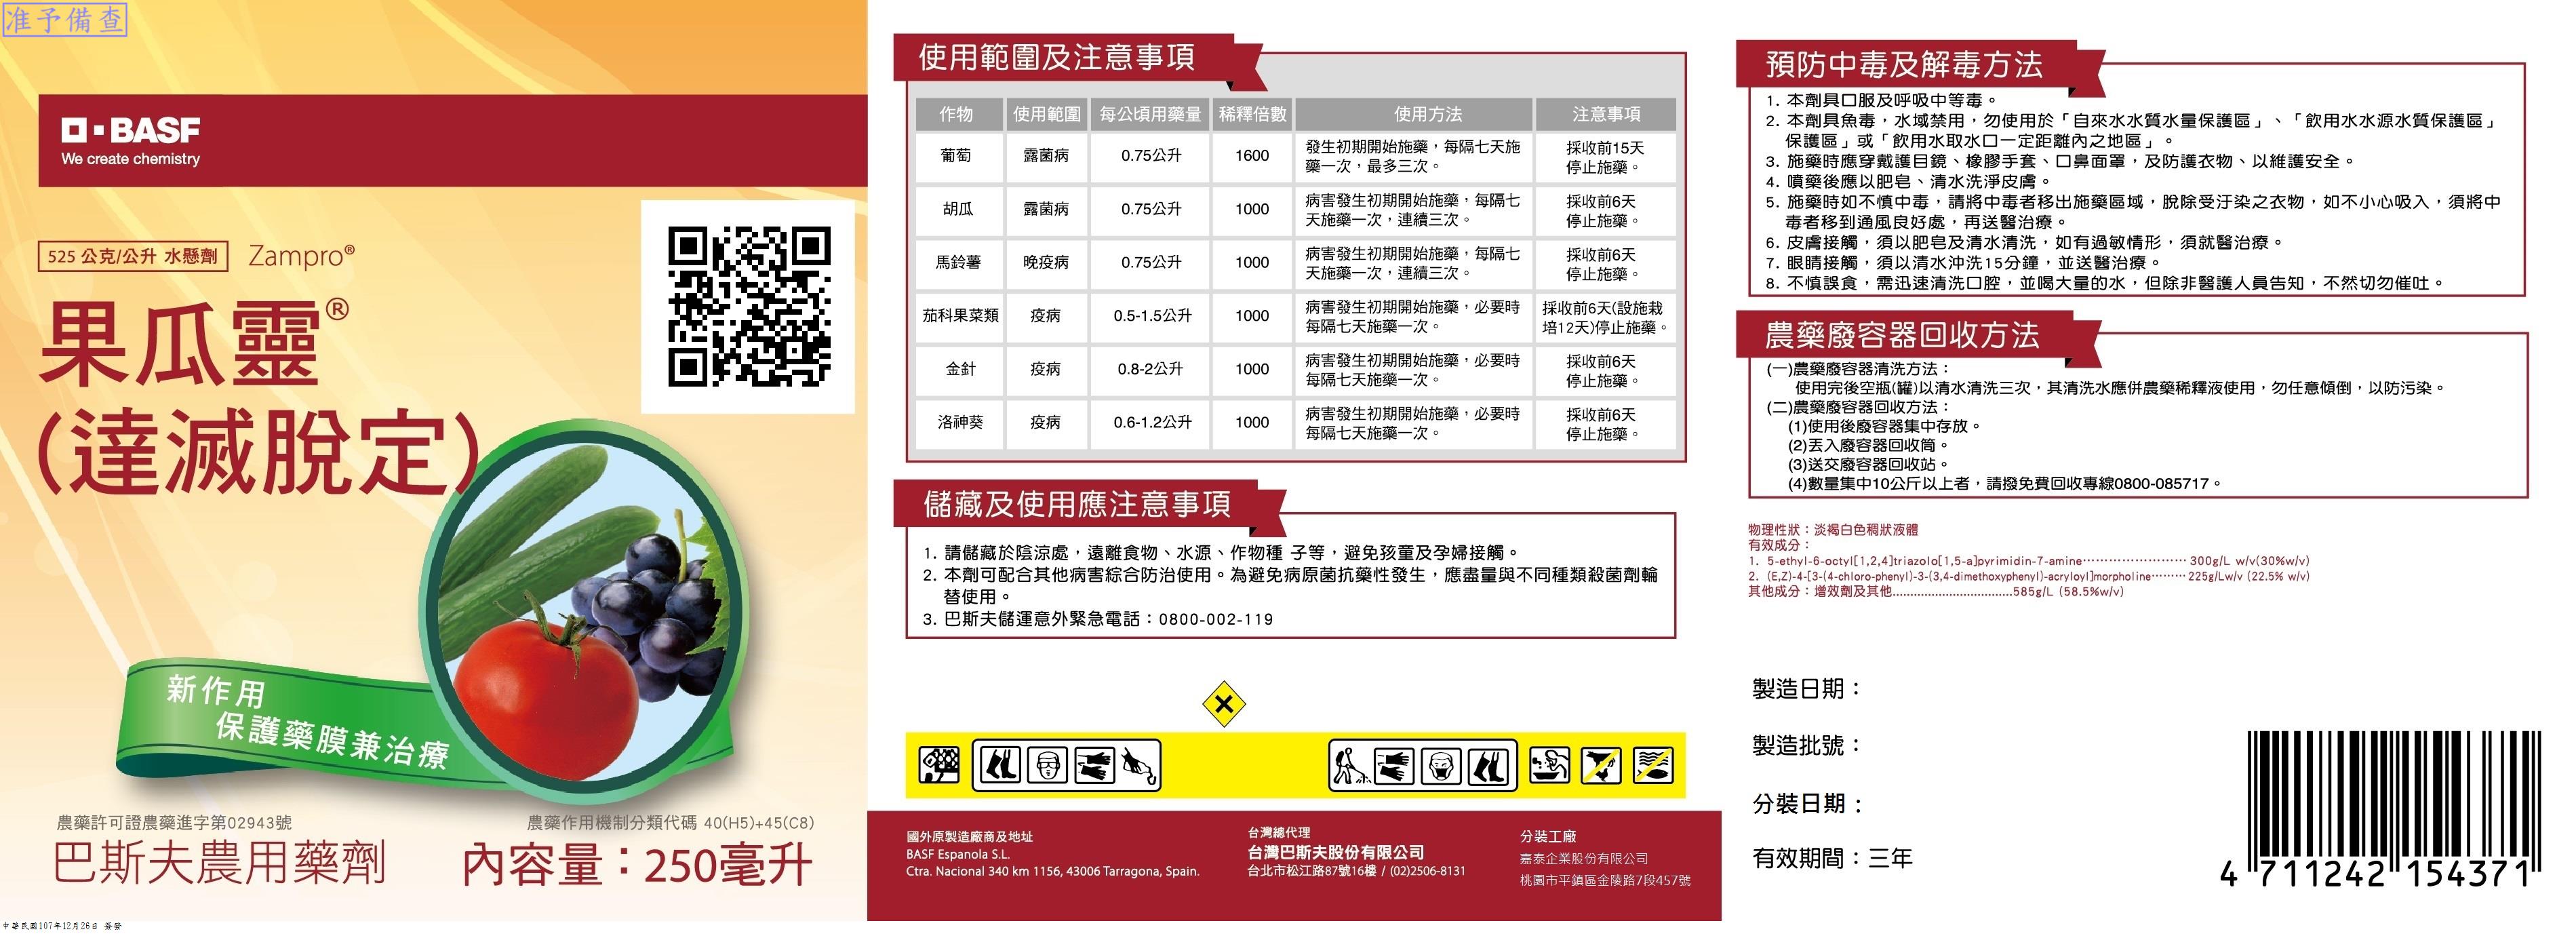 准予備查
BASF
We create chemistry
525 公克/公升 水懸劑 Zampro®
果瓜靈®
(達滅脫定)
新作用
保護藥膜兼治療
農藥許可證農藥進字第02943號
農藥作用機制分類代碼 40(H5)+45(C8)
巴斯夫農用藥劑
內容量：250毫升
中華民國107年12月26日 簽發
使用範圍及注意事項
作物 使用範圍 每公頃用藥量 稀釋倍數 使用方法 注意事項
葡萄 露菌病 0.75公升 1600 發生初期開始施藥，每隔七天施藥一次，最多三次。 採收前15天停止施藥。
胡瓜 露菌病 0.75公升 1000 病害發生初期開始施藥，每隔七天施藥一次，連續三次。 採收前6天停止施藥。
馬鈴薯 晚疫病 0.75公升 1000 病害發生初期開始施藥，每隔七天施藥一次，連續三次。 採收前6天停止施藥。
茄科果菜類 疫病 0.5-1.5公升 1000 病害發生初期開始施藥，必要時每隔七天施藥一次。 採收前6天(設施栽培12天)停止施藥。
金針 疫病 0.8-2公升 1000 病害發生初期開始施藥，必要時每隔七天施藥一次。 採收前6天停止施藥。
洛神葵 疫病 0.6-1.2公升 1000 病害發生初期開始施藥，必要時每隔七天施藥一次。 採收前6天停止施藥。
儲藏及使用應注意事項
1. 請儲藏於陰涼處，遠離食物、水源、作物種 子等，避免孩童及孕婦接觸。
2. 本劑可配合其他病害綜合防治使用。為避免病原菌抗藥性發生，應盡量與不同種類殺菌劑輪
替使用。
3. 巴斯夫儲運意外緊急電話：0800-002-119
國外原製造廠商及地址
BASF Espanola S.L.
Ctra. Nacional 340 km 1156, 43006 Tarragona, Spain.
台灣總代理
台灣巴斯夫股份有限公司
台北市松江路87號16樓 / (02)2506-8131
分裝工廠
嘉泰企業股份有限公司
桃園市平鎮區金陵路7段457號
預防中毒及解毒方法
1. 本劑具口服及呼吸中等毒。
2. 本劑具魚毒，水域禁用，勿使用於「自來水水質水量保護區」、「飲用水水源水質保護區」
保護區」或「飲用水取水口一定距離內之地區」。
3. 施藥時應穿戴護目鏡、橡膠手套、口鼻面罩，及防護衣物、以維護安全。
4. 噴藥後應以肥皂、清水洗淨皮膚。
5. 施藥時如不慎中毒，請將中毒者移出施藥區域，脫除受汙染之衣物，如不小心吸入，須將中
毒者移到通風良好處，再送醫治療。
6. 皮膚接觸，須以肥皂及清水清洗，如有過敏情形，須就醫治療。
7. 眼睛接觸，須以清水沖洗15分鐘，並送醫治療。
8. 不慎誤食，需迅速清洗口腔，並喝大量的水，但除非醫護人員告知，不然切勿催吐。
農藥廢容器回收方法
(一)農藥廢容器清洗方法：
使用完後空瓶(罐)以清水清洗三次，其清洗水應併農藥稀釋液使用，勿任意傾倒，以防污染。
(二)農藥廢容器回收方法：
(1)使用後廢容器集中存放。
(2)丟入廢容器回收筒。
(3)送交廢容器回收站。
(4)數量集中10公斤以上者，請撥免費回收專線0800-085717。
物理性狀：淡褐白色稠狀液體
有效成分：
1. 5-ethyl-6-octyl[1,2,4]triazolo[1,5-a]pyrimidin-7-amine⋯⋯⋯⋯⋯⋯⋯ 300g/L w/v(30%w/v)
2. (E,Z)-4-[3-(4-chloro-phenyl)-3-(3,4-dimethoxyphenyl)-acryloyl]morpholine⋯⋯⋯225g/Lw/v (22.5% w/v)
其他成分：增效劑及其他................................585g/L (58.5%w/v)
製造日期：
製造批號：
分裝日期：
有效期間：三年
4 711242 154371